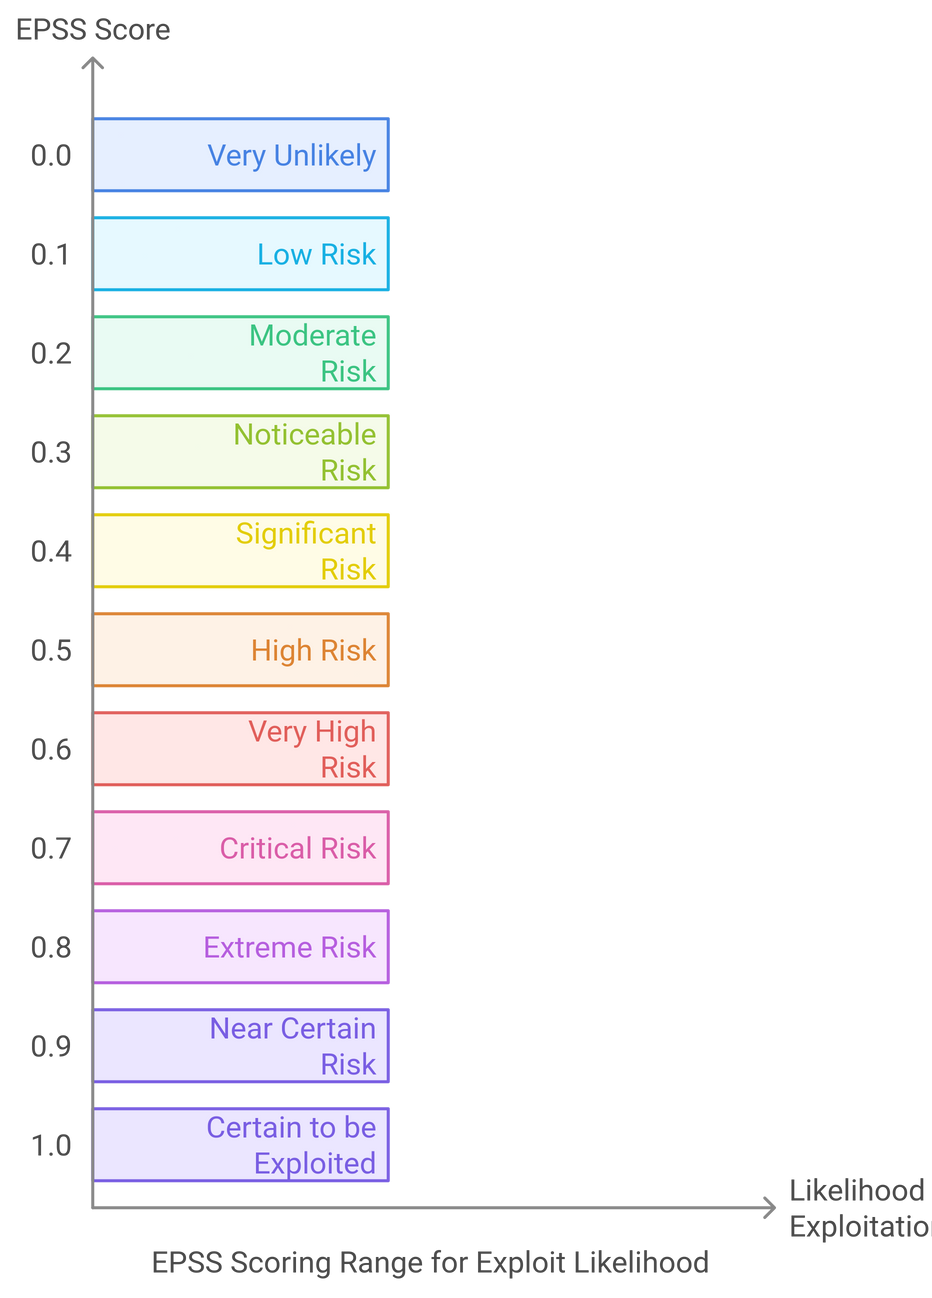 EPSS Score
0.0
Very Unlikely
0.1
Low Risk
0.2
Moderate
Risk
0.3
Noticeable
Risk
0.4
Significant
Risk
0.5
High Risk
0.6
Very High
Risk
0.7
Critical Risk
0.8
Extreme Risk
0.9
Near Certain
Risk
1.0
Certain to be
Exploited
Likelihood
EPSS Scoring Range for Exploit Likelihood